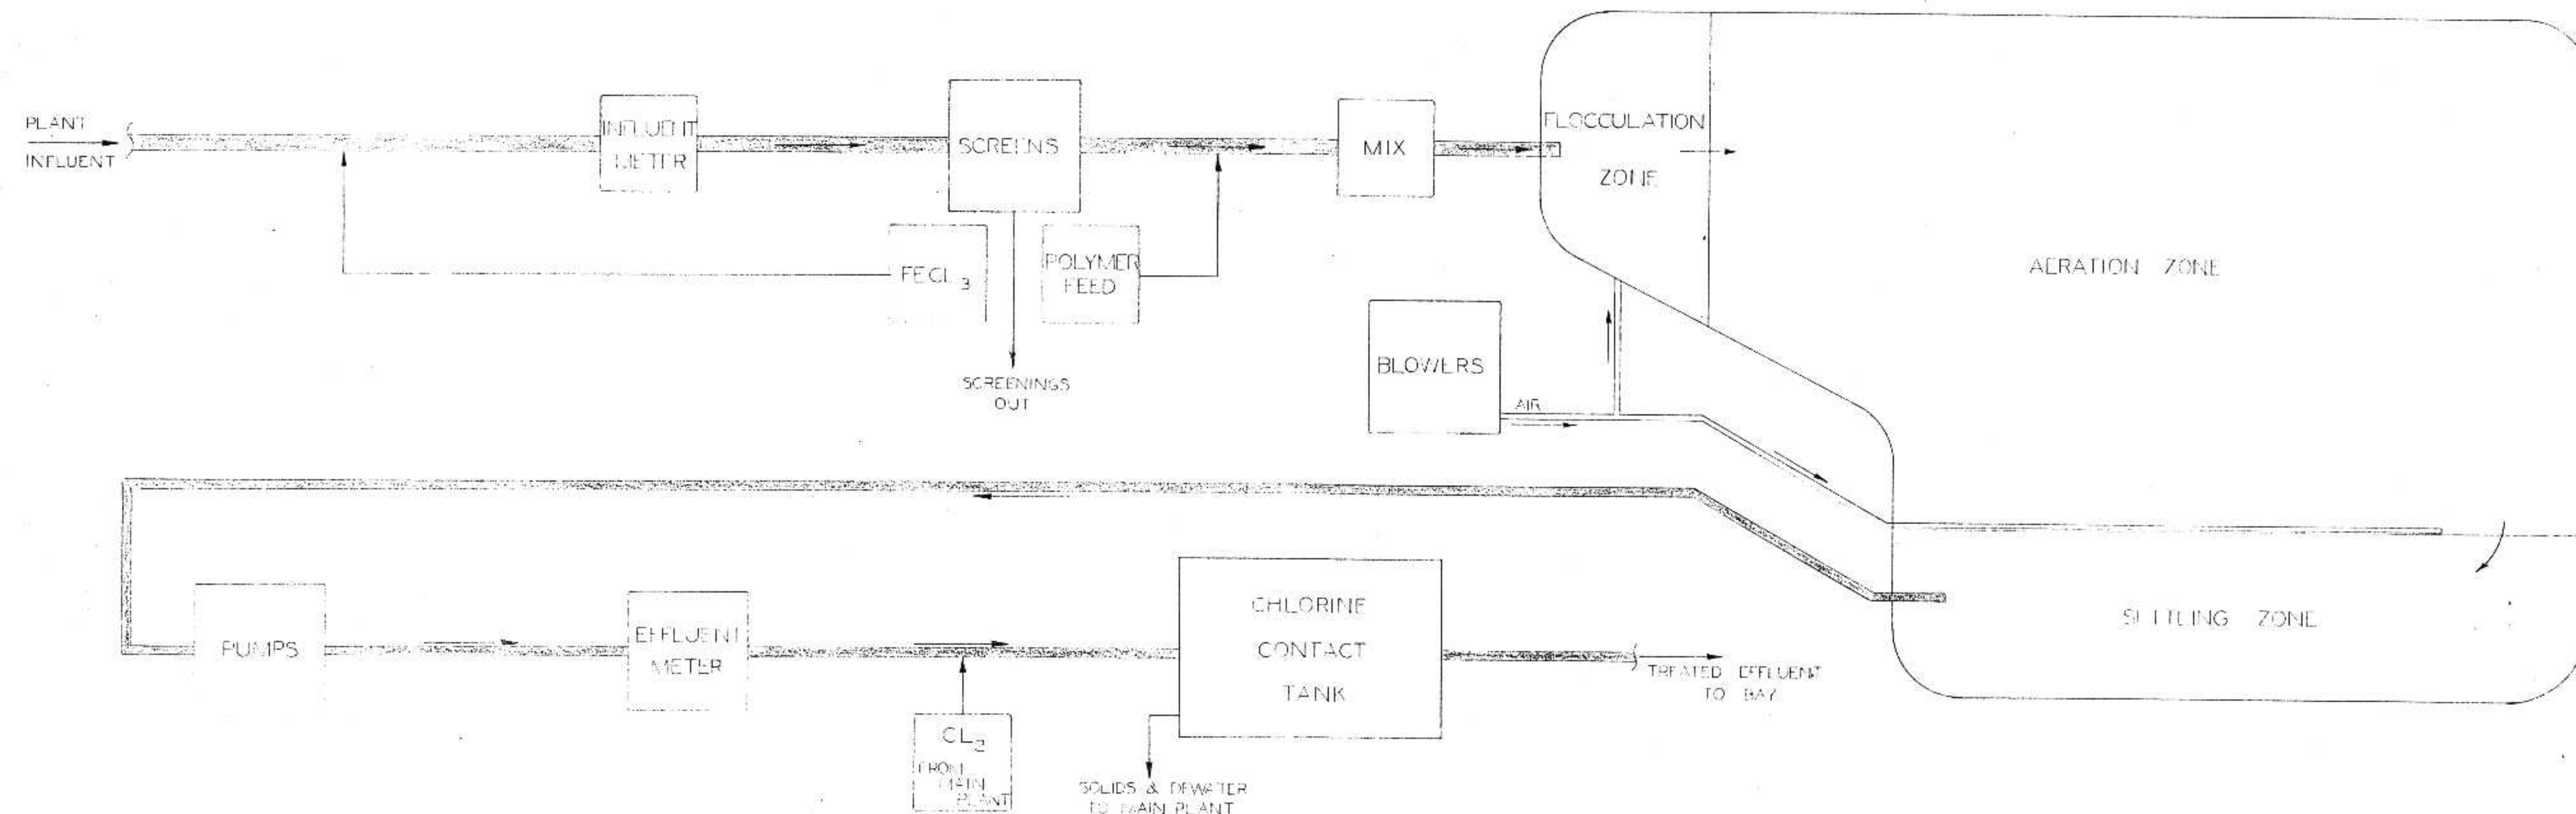 PLANT
INFLUENT
INFLUENT
METER
SCREENS
MIX
FLOCCULATION
ZONE
FECL3
POLYMER
FEED
AERATION ZONE
BLOWERS
SCREENINGS
OUT
AIR
PUMPS
EFFLUENT
METER
CHLORINE
CONTACT
TANK
SETTLING ZONE
TREATED EFFLUENT
TO BAY
CL2
FROM
MAIN
PLANT
SOLIDS & DEWATER
TO MAIN PLANT